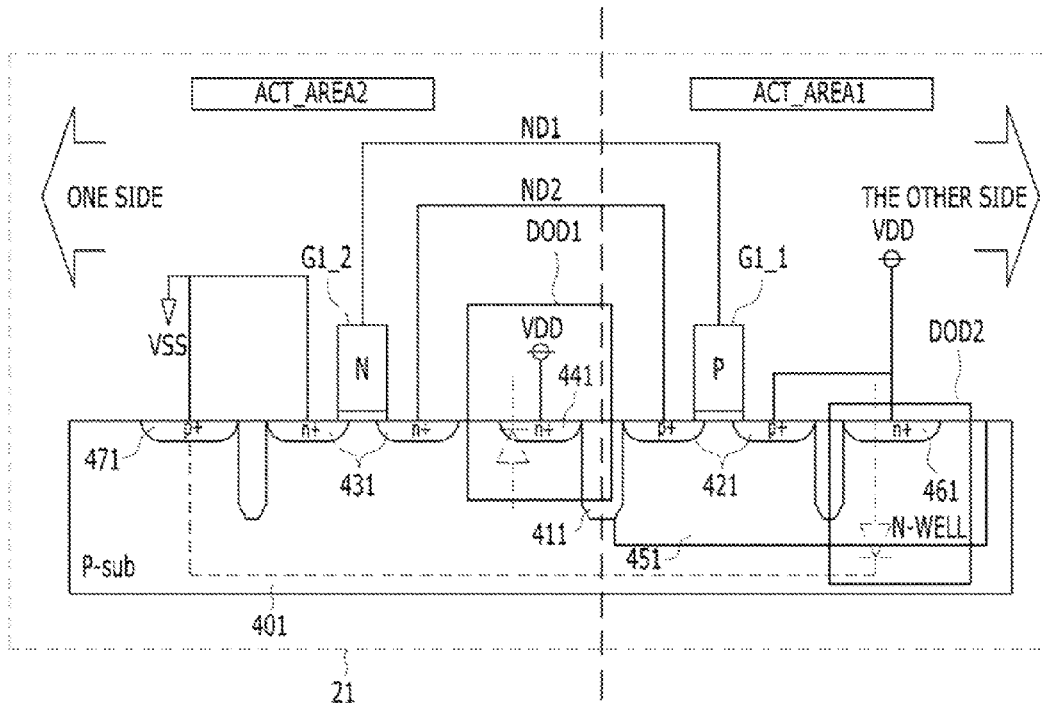 ACT_AREA2
ACT_AREA1
ND1
ONE SIDE
ND2
THE OTHER SIDE
DOD1
VDD
G1_2
G1_1
VSS
VDD
DOD2
N
P
441
p+
n+
n+
n+
p+
p+
n+
471
431
421
461
411
N-WELL
451
P-sub
401
21